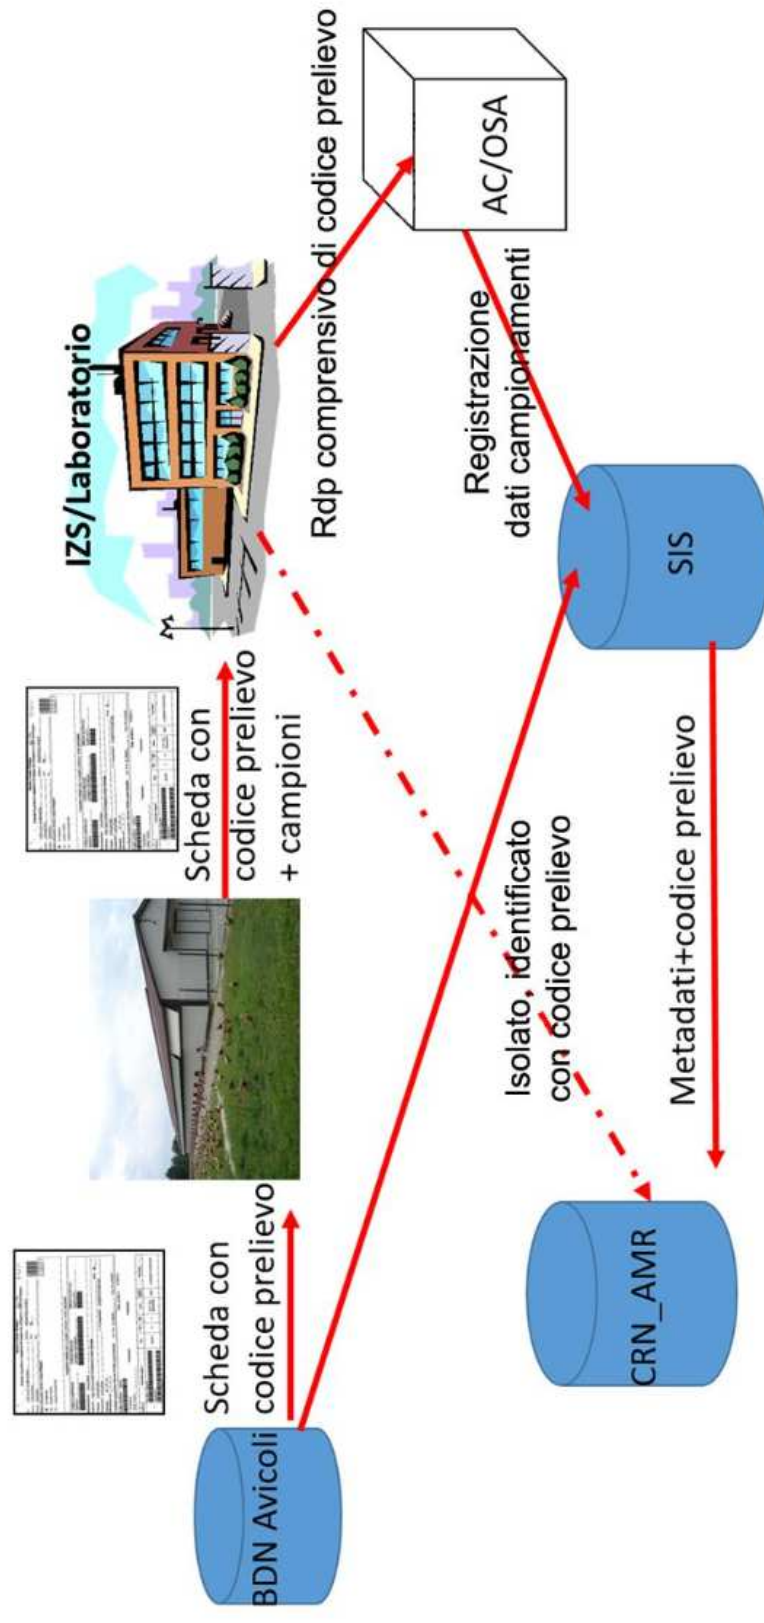 BDN Avicoli
Scheda con
codice prelievo
Scheda con
codice prelievo
+ campioni
IZS/Laboratorio
Rdp comprensivo di codice prelievo
AC/OSA
Registrazione
dati campionamenti
SIS
Isolato, identificato
con codice prelievo
Metadati+codice prelievo
CRN_AMR